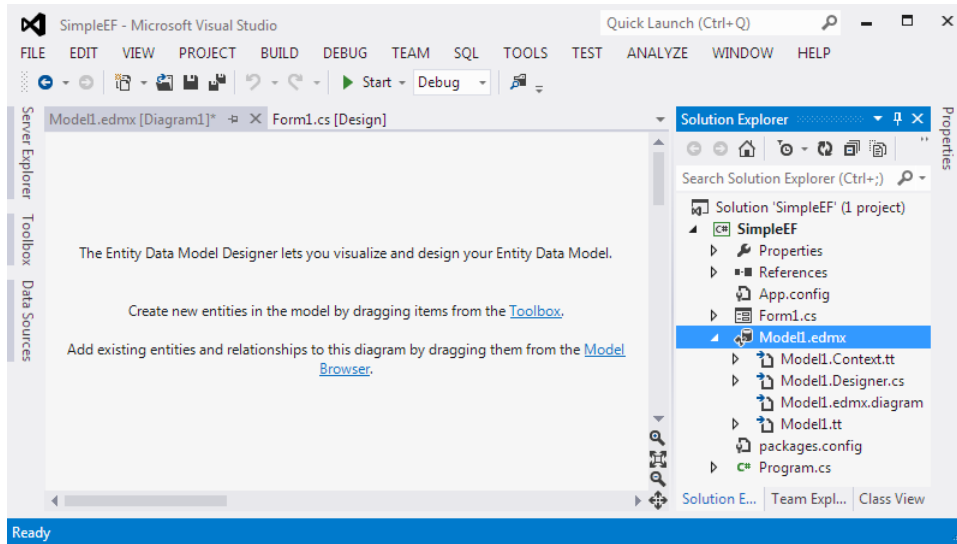 SimpleEF - Microsoft Visual Studio
Quick Launch (Ctrl+Q)
FILE EDIT VIEW PROJECT BUILD DEBUG TEAM SQL TOOLS TEST ANALYZE WINDOW HELP
Start Debug
Server Explorer
Toolbox
Data Sources
Model1.edmx [Diagram1]* Form1.cs [Design]
The Entity Data Model Designer lets you visualize and design your Entity Data Model.
Create new entities in the model by dragging items from the Toolbox.
Add existing entities and relationships to this diagram by dragging them from the Model
Browser.
Solution Explorer
Search Solution Explorer (Ctrl+;)
Solution 'SimpleEF' (1 project)
C# SimpleEF
Properties
References
App.config
Form1.cs
Model1.edmx
Model1.Context.tt
Model1.Designer.cs
Model1.edmx.diagram
Model1.tt
packages.config
C# Program.cs
Solution E... Team Expl... Class View
Properties
Ready